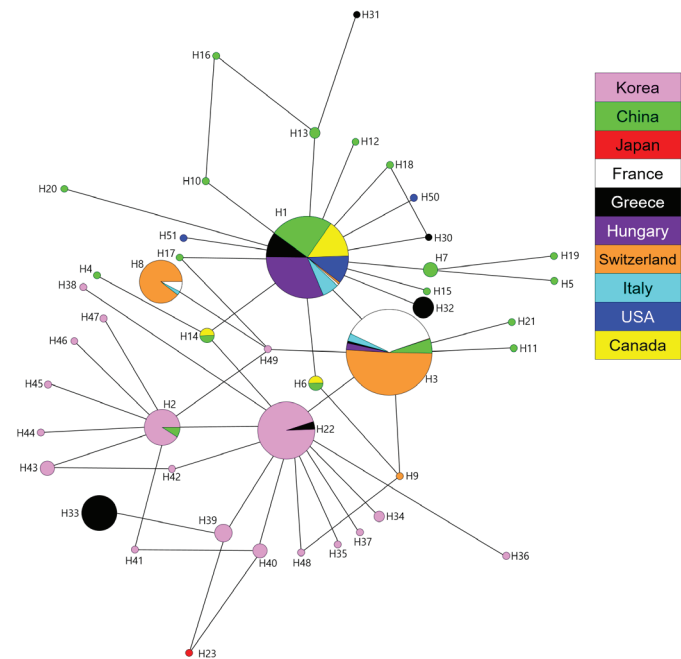 H31
H16
Korea
China
H13
H12
Japan
H18
France
H10
H20
H50
Greece
H1
H51
H30
Hungary
H17
H7
H19
Switzerland
H8
H4
H5
Italy
H38
H15
H32
USA
H47
H14
H21
Canada
H46
H49
H11
H3
H45
H6
H2
H22
H44
H43
H42
H9
H33
H39
H34
H41
H40
H48
H35
H37
H36
H23